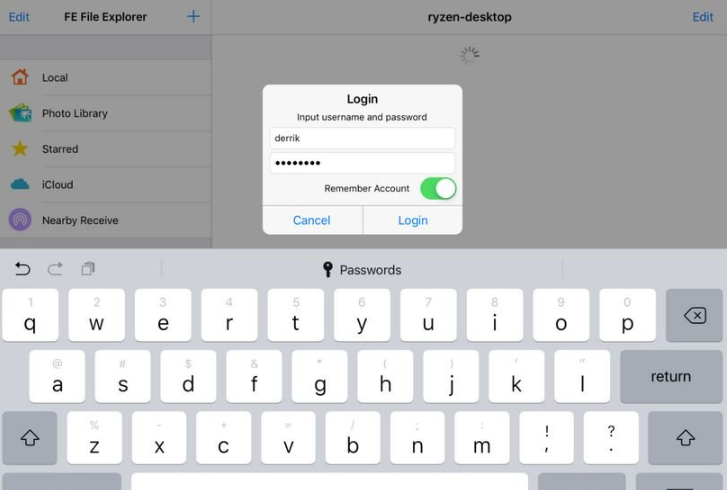 Edit FE File Explorer + ryzen-desktop Edit
Local
Photo Library
Starred
iCloud
Nearby Receive
Login
Input username and password
derrik
••••••••
Remember Account
Cancel Login
Passwords
1 2 3 4 5 6 7 8 9 0
q w e r t y u i o p
@ # $ & * ( ) ' "
a s d f g h j k l return
% - + = / ; : ! ?
z x c v b n m , .